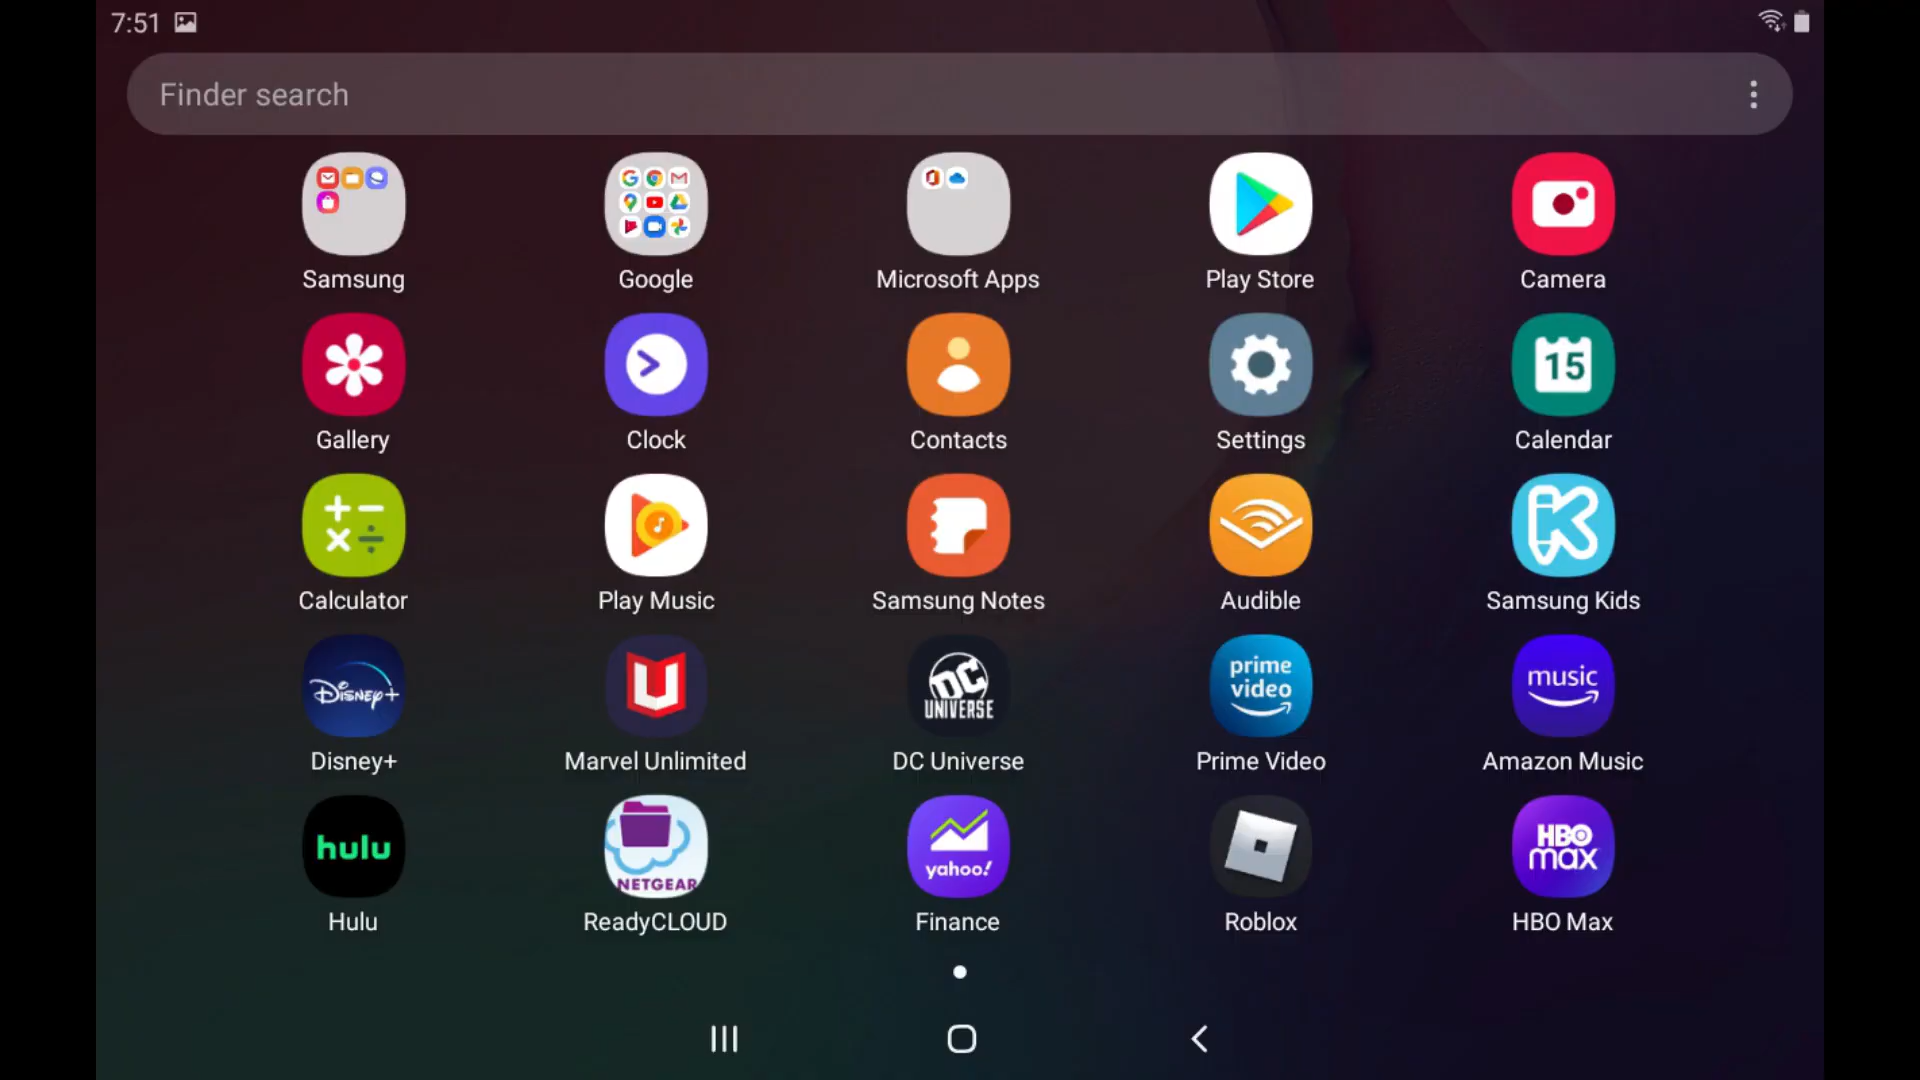 7:51
Finder search
Samsung
Google
Microsoft Apps
Play Store
Camera
15
Gallery
Clock
Contacts
Settings
Calendar
Calculator
Play Music
Samsung Notes
Audible
Samsung Kids
Disney+
DC
UNIVERSE
prime
video
music
Disney+
Marvel Unlimited
DC Universe
Prime Video
Amazon Music
hulu
NETGEAR
yahoo!
HBO
max
Hulu
ReadyCLOUD
Finance
Roblox
HBO Max